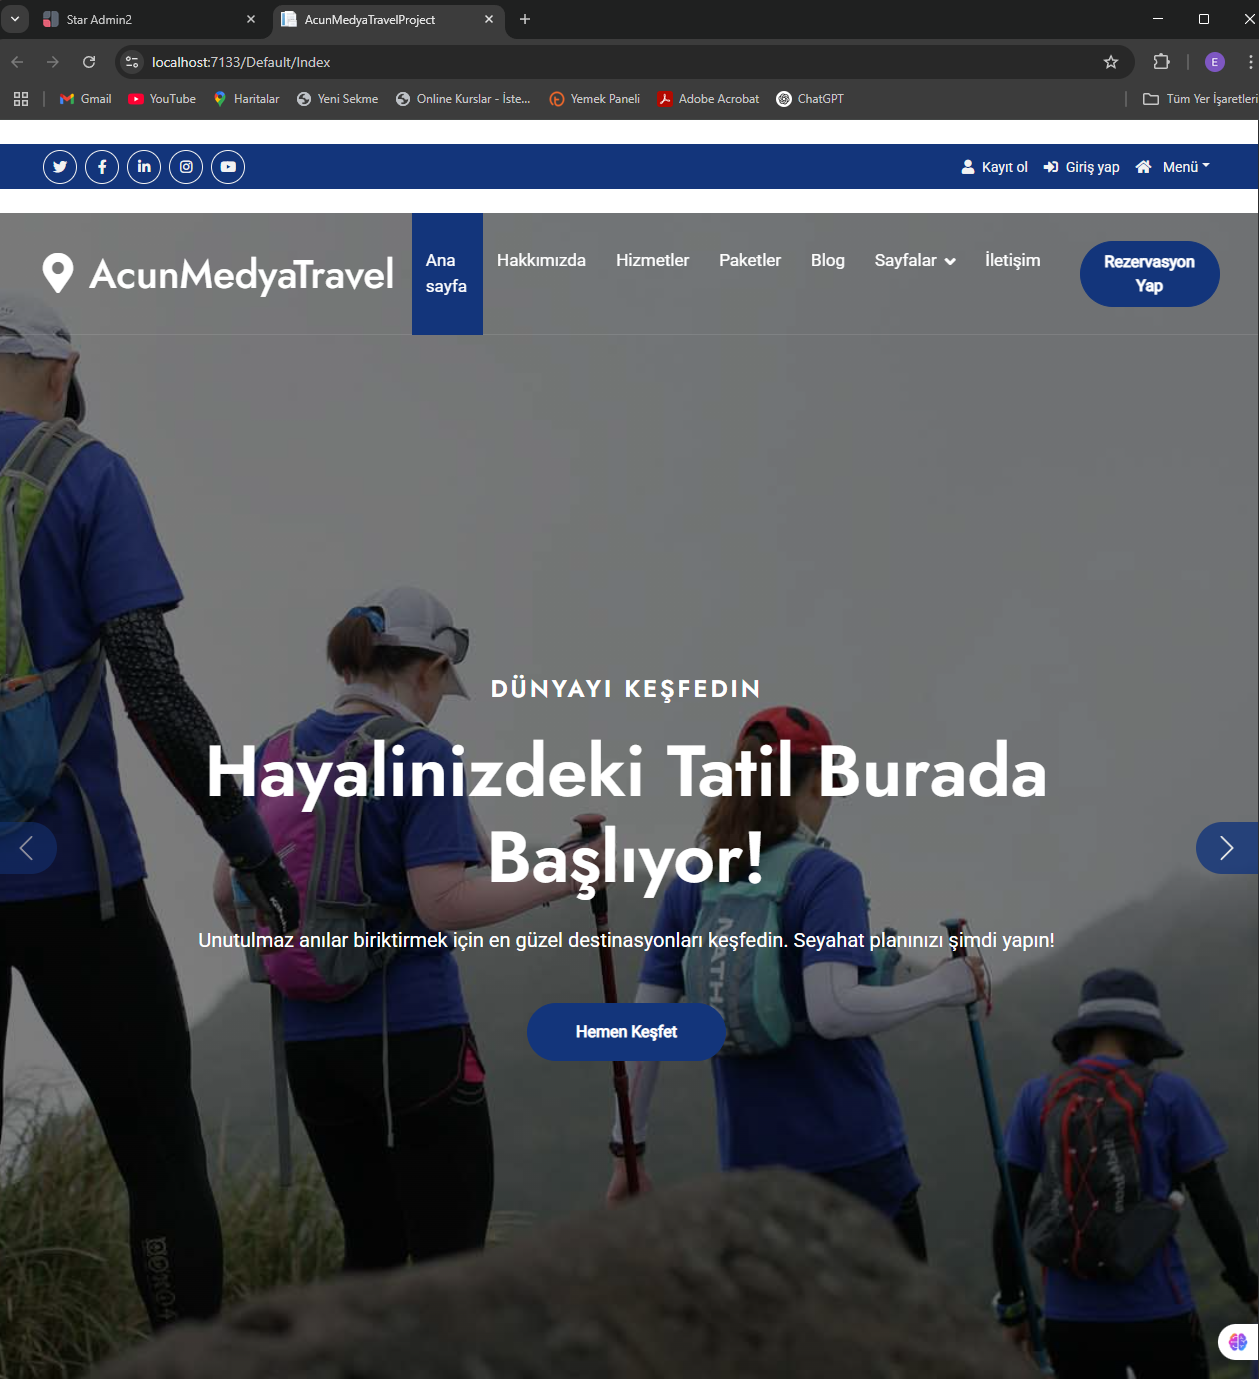 Star Admin2
AcunMedyaTravelProject
localhost:7133/Default/Index
E
Gmail
YouTube
Haritalar
Yeni Sekme
Online Kurslar - İste...
Yemek Paneli
Adobe Acrobat
ChatGPT
Tüm Yer İşaretleri
Kayıt ol
Giriş yap
Menü
AcunMedyaTravel
Ana
sayfa
Hakkımızda
Hizmetler
Paketler
Blog
Sayfalar
İletişim
Rezervasyon
Yap
DÜNYAYI KEŞFEDIN
Hayalinizdeki Tatil Burada
Başlıyor!
Unutulmaz anılar biriktirmek için en güzel destinasyonları keşfedin. Seyahat planınızı şimdi yapın!
Hemen Keşfet